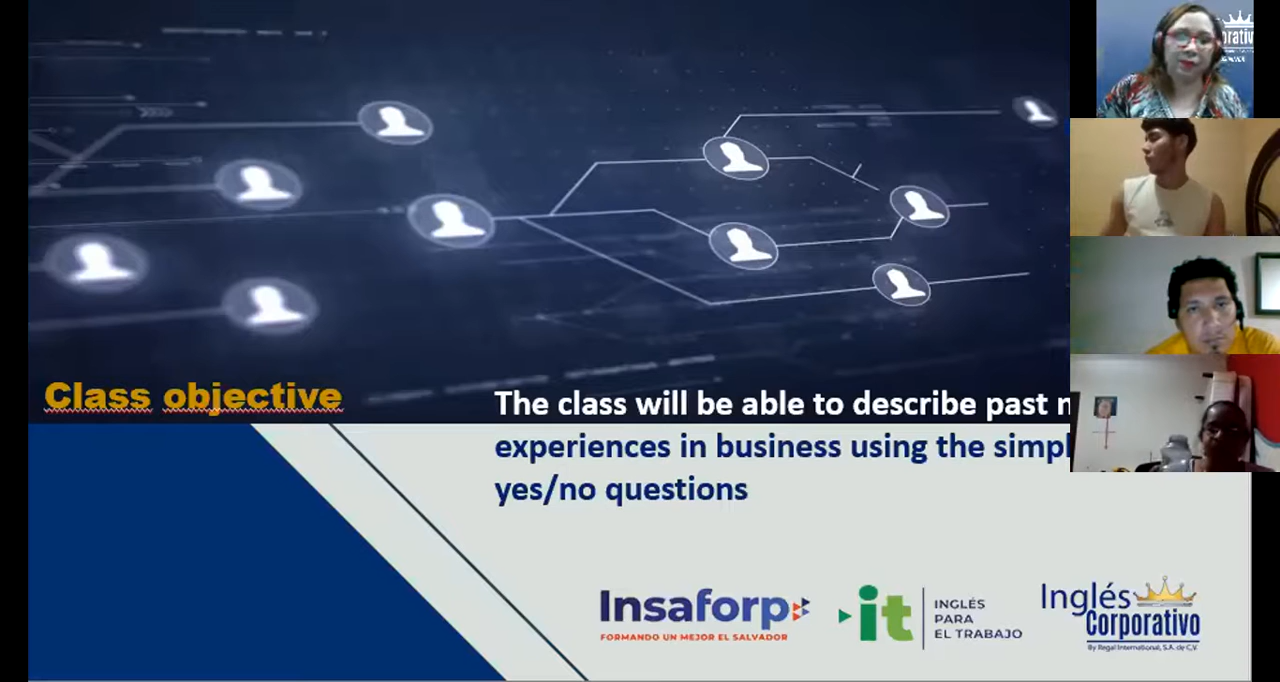 Class objective
The class will be able to describe past
experiences in business using the
yes/no questions
Insaforp
FORMANDO UN MEJOR EL SALVADOR
it
INGLÉS
PARA
EL TRABAJO
Inglés
Corporativo
By Regal International, S.A. de C.V.